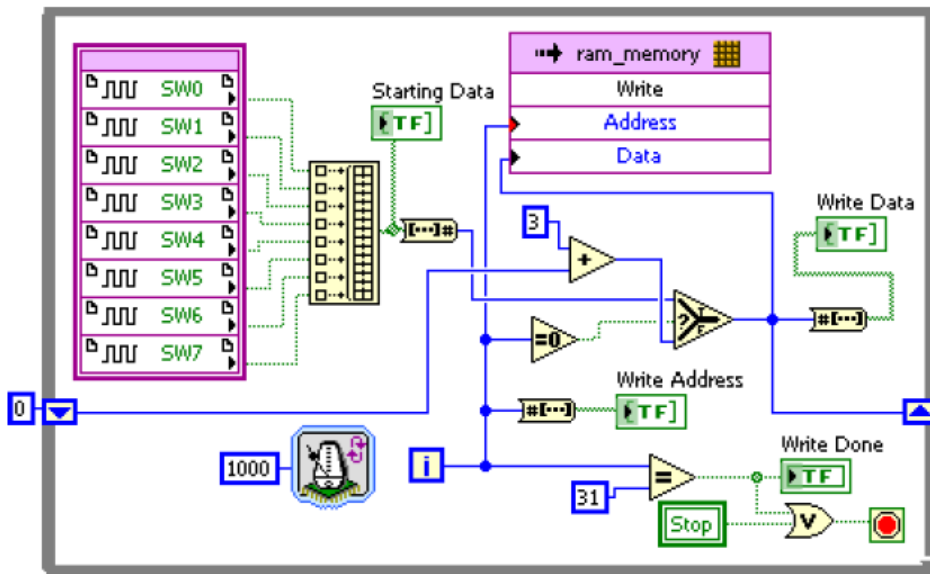 SW0
SW1
SW2
SW3
SW4
SW5
SW6
SW7
Starting Data
TF
ram_memory
Write
Address
Data
Write Data
TF
3
+
#
?
T
F
#
=0
Write Address
#
TF
0
1000
i
Write Done
=
TF
31
Stop
V